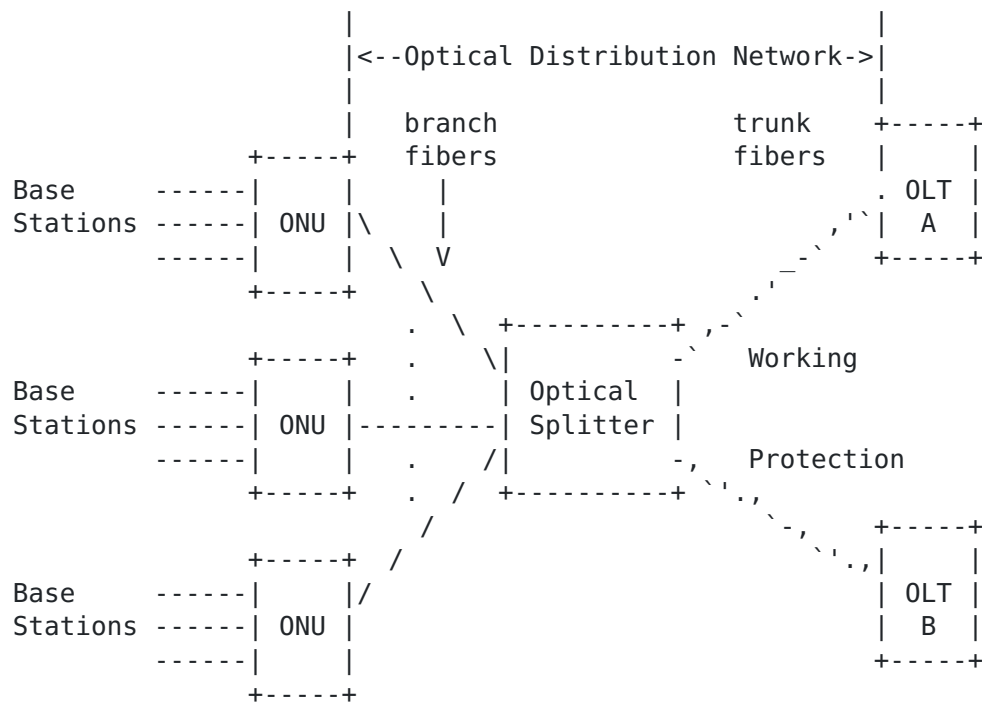 |<--Optical Distribution Network->|
branch trunk
fibers fibers
Base
Stations ONU OLT
A
V
Working
Base Optical
Stations ONU Splitter
Protection
Base OLT
Stations ONU B